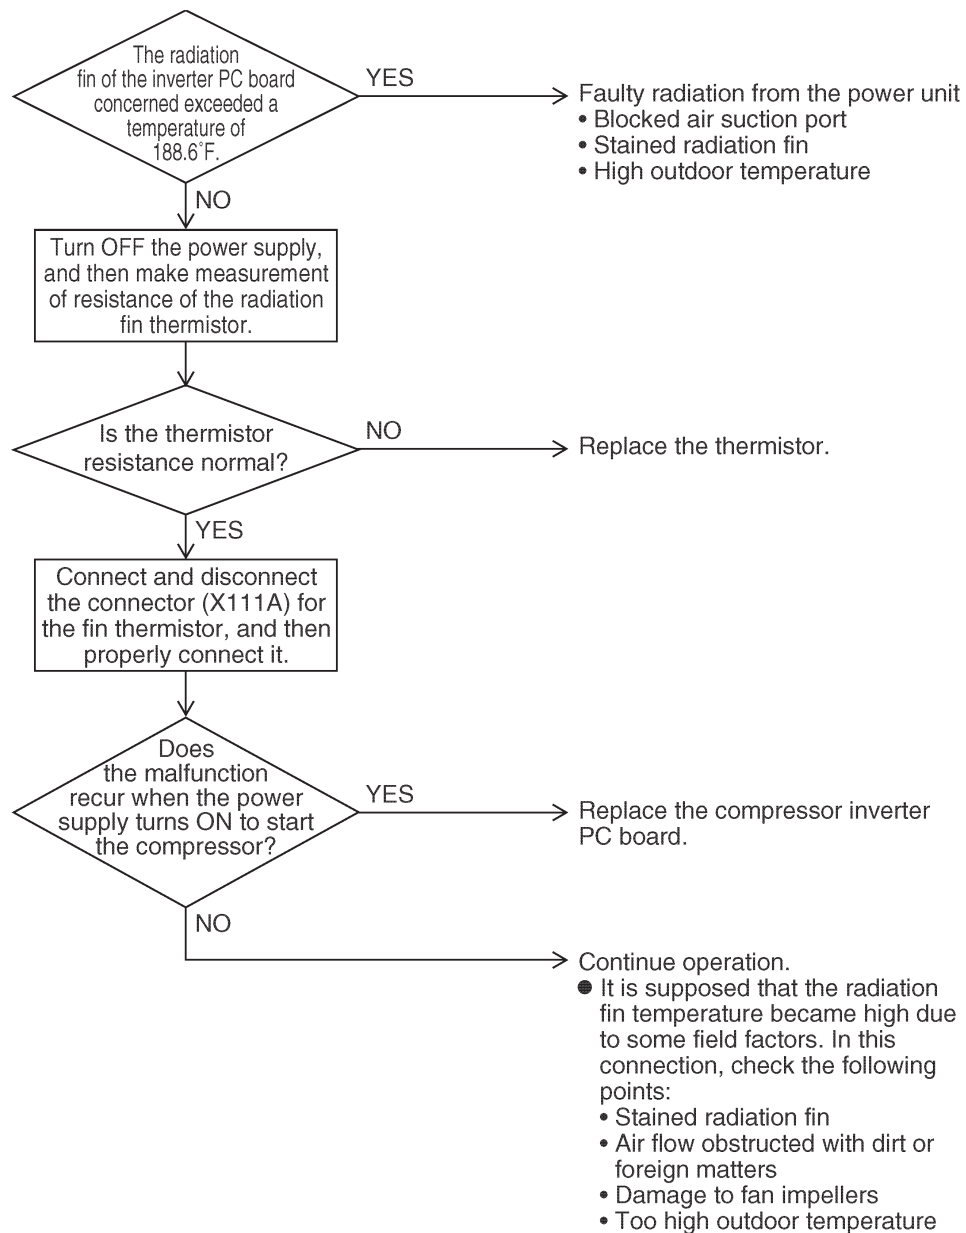 The radiation
fin of the inverter PC board
concerned exceeded a
temperature of
188.6˚F.
YES
Faulty radiation from the power unit
• Blocked air suction port
• Stained radiation fin
• High outdoor temperature
NO
Turn OFF the power supply,
and then make measurement
of resistance of the radiation
fin thermistor.
Is the thermistor
resistance normal?
NO
Replace the thermistor.
YES
Connect and disconnect
the connector (X111A) for
the fin thermistor, and then
properly connect it.
Does
the malfunction
recur when the power
supply turns ON to start
the compressor?
YES
Replace the compressor inverter
PC board.
NO
Continue operation.
● It is supposed that the radiation
fin temperature became high due
to some field factors. In this
connection, check the following
points:
• Stained radiation fin
• Air flow obstructed with dirt or
foreign matters
• Damage to fan impellers
• Too high outdoor temperature